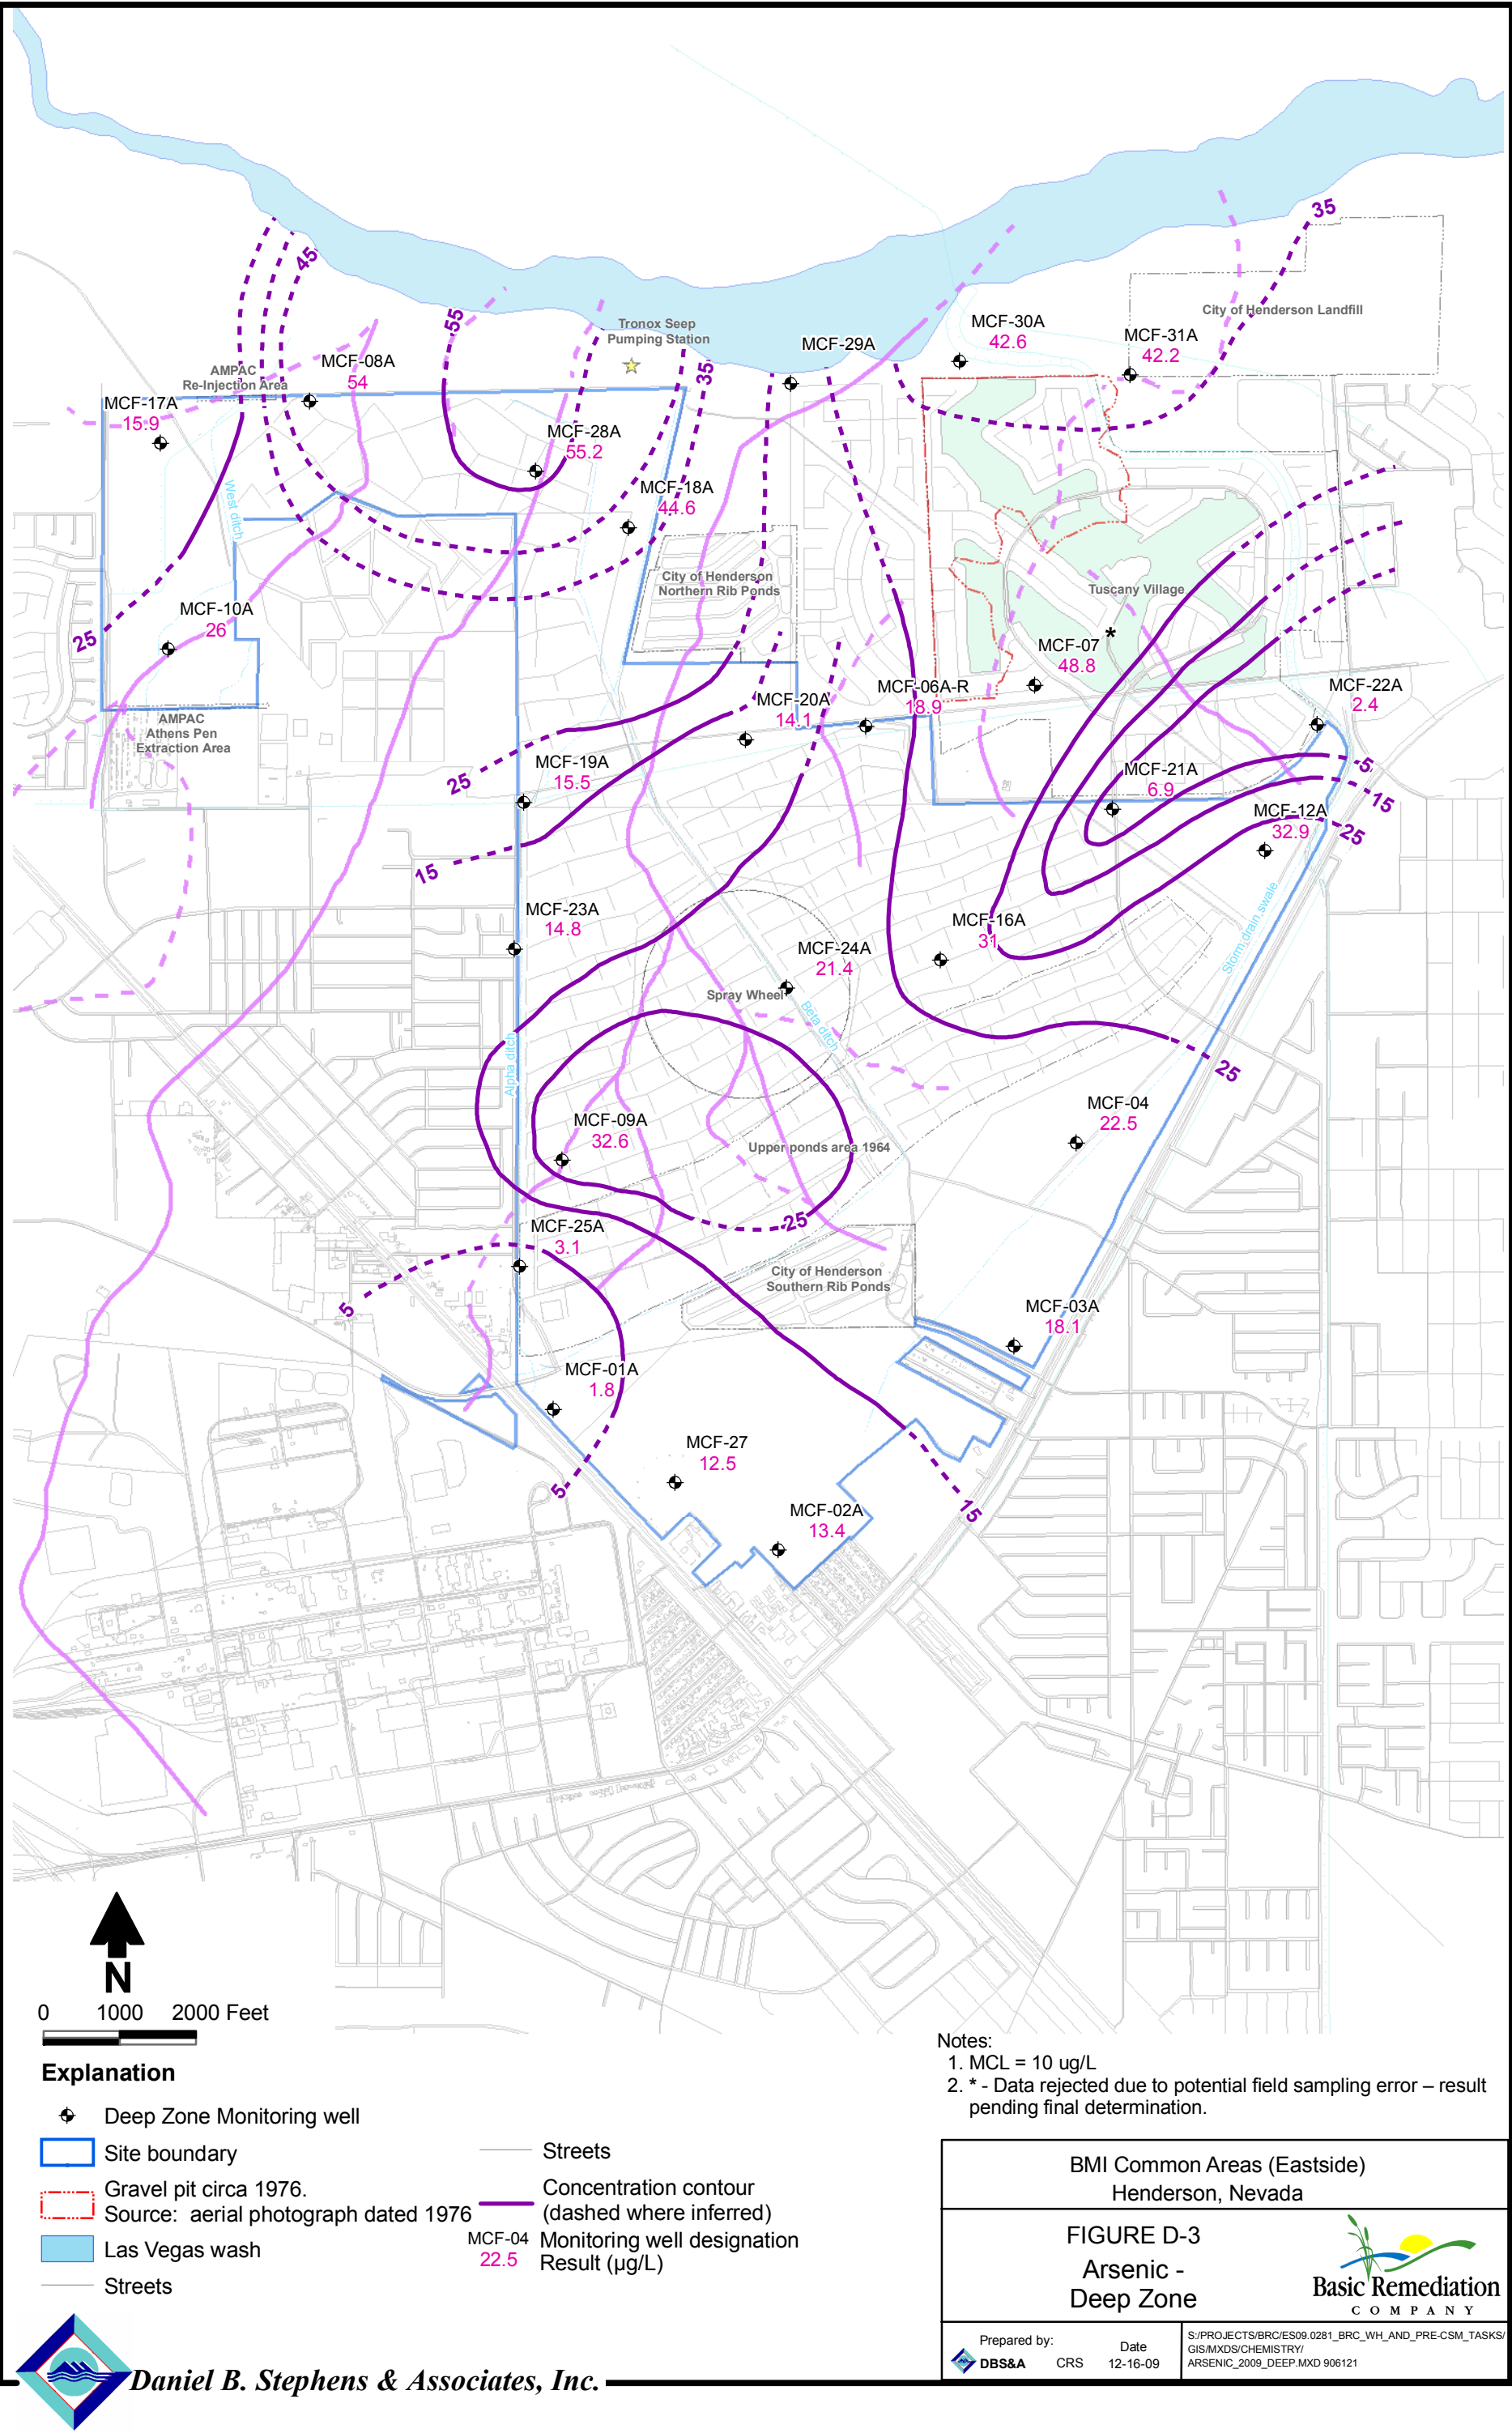 35
45
55
City of Henderson Landfill
Tronox Seep
Pumping Station
MCF-30A
42.6
MCF-31A
42.2
MCF-29A
MCF-08A
54
AMPAC
Re-Injection Area
35
MCF-17A
15.9
MCF-28A
55.2
MCF-18A
44.6
West ditch
City of Henderson
Northern Rib Ponds
Tuscany Village
*
MCF-10A
26
25
MCF-07
48.8
MCF-06A-R
18.9
MCF-22A
2.4
MCF-20A
14.1
AMPAC
Athens Pen
Extraction Area
MCF-19A
15.5
25
MCF-21A
6.9
5
15
MCF-12A
32.9
25
15
MCF-23A
14.8
MCF-16A
31
MCF-24A
21.4
Storm drain swale
Spray Wheel
Beta ditch
Alpha ditch
25
MCF-04
22.5
MCF-09A
32.6
Upper ponds area 1964
25
MCF-25A
3.1
City of Henderson
Southern Rib Ponds
5
MCF-03A
18.1
MCF-01A
1.8
MCF-27
12.5
5
MCF-02A
13.4
15
N
0 1000 2000 Feet
Explanation
Deep Zone Monitoring well
Site boundary
Gravel pit circa 1976.
Source: aerial photograph dated 1976
Las Vegas wash
Streets
Streets
Concentration contour
(dashed where inferred)
MCF-04 Monitoring well designation
22.5 Result (µg/L)
Notes:
1. MCL = 10 ug/L
2. * - Data rejected due to potential field sampling error – result
pending final determination.
BMI Common Areas (Eastside)
Henderson, Nevada
FIGURE D-3
Arsenic -
Deep Zone
Basic Remediation
COMPANY
Prepared by:
DBS&A CRS
Date
12-16-09
S:/PROJECTS/BRC/ES09.0281_BRC_WH_AND_PRE-CSM_TASKS/
GIS/MXDS/CHEMISTRY/
ARSENIC_2009_DEEP.MXD 906121
Daniel B. Stephens & Associates, Inc.